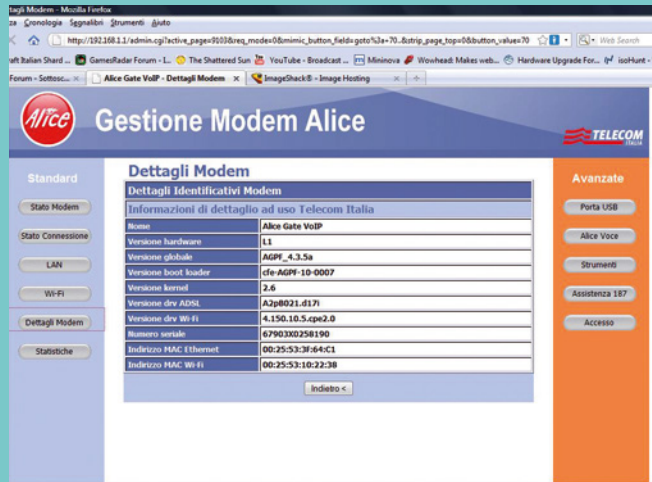 tagli Modem - Mozilla Firefox
za Cronologia Segnalibri Strumenti Aiuto
http://192.168.1.1/admin.cgi?active_page=9103&req_mode=0&mimic_button_field=goto%3a+70..&strip_page_top=0&button_value=70 Web Search
aft Italian Shard ... GamesRadar Forum - I... The Shattered Sun YouTube - Broadcast ... Mininova Wowhead: Makes web... Hardware Upgrade For... isoHunt -
Forum - Sottosc... Alice Gate VoIP - Dettagli Modem ImageShack® - Image Hosting
Alice Gestione Modem Alice TELECOM ITALIA
Standard
Stato Modem
Stato Connessione
LAN
Wi-Fi
Dettagli Modem
Statistiche
Dettagli Modem
Dettagli Identificativi Modem
Informazioni di dettaglio ad uso Telecom Italia
Nome Alice Gate VoIP
Versione hardware L1
Versione globale AGPF_4.3.5a
Versione boot loader cfe-AGPF-10-0007
Versione kernel 2.6
Versione drv ADSL A2pB021.d17i
Versione drv Wi-Fi 4.150.10.5.cpe2.0
Numero seriale 67903X0258190
Indirizzo MAC Ethernet 00:25:53:3F:64:C1
Indirizzo MAC Wi-Fi 00:25:53:10:22:38
Indietro <
Avanzate
Porta USB
Alice Voce
Strumenti
Assistenza 187
Accesso